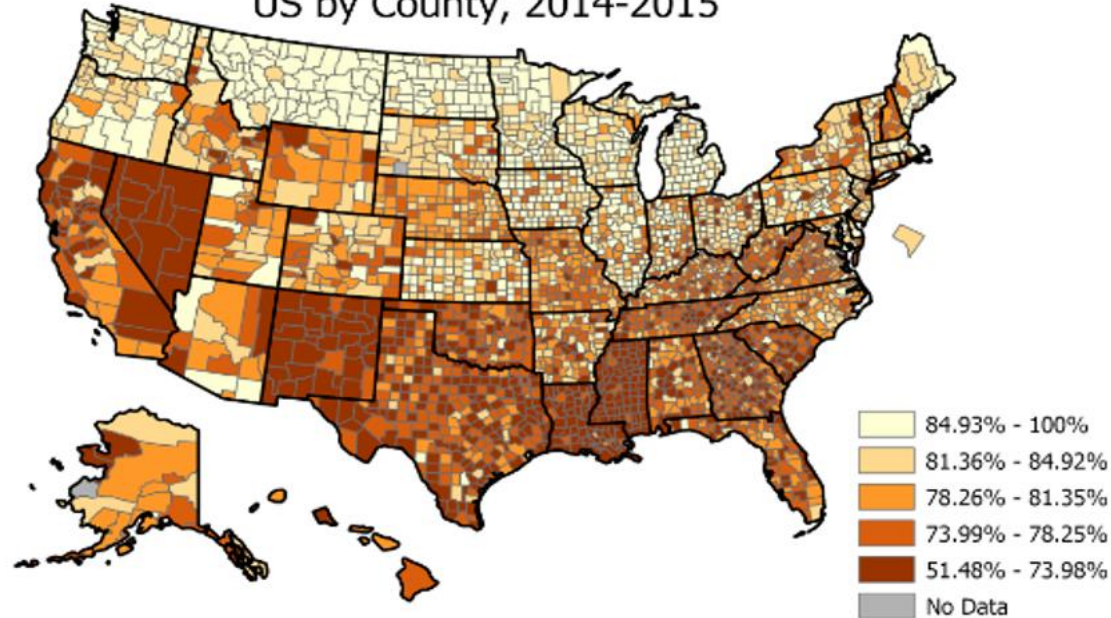 US by County, 2014-2015
84.93% - 100%
81.36% - 84.92%
78.26% - 81.35%
73.99% - 78.25%
51.48% - 73.98%
No Data